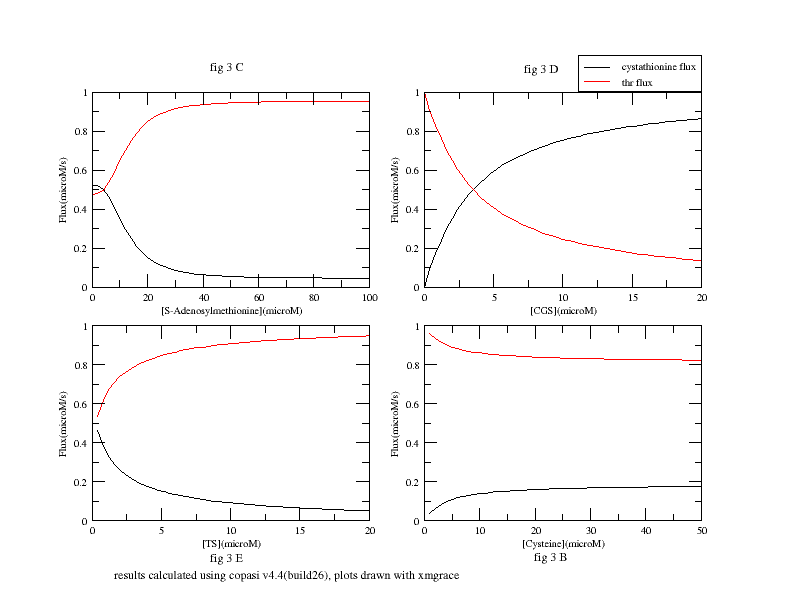 fig 3 C
fig 3 D
cystathionine flux
thr flux
1
0.8
0.6
0.4
0.2
0
Flux(microM/s)
0 20 40 60 80 100
[S-Adenosylmethionine](microM)
1
0.8
0.6
0.4
0.2
0
Flux(microM/s)
0 5 10 15 20
[CGS](microM)
1
0.8
0.6
0.4
0.2
0
Flux(microM/s)
0 5 10 15 20
[TS](microM)
fig 3 E
1
0.8
0.6
0.4
0.2
0
Flux(microM/s)
0 10 20 30 40 50
[Cysteine](microM)
fig 3 B
results calculated using copasi v4.4(build26), plots drawn with xmgrace